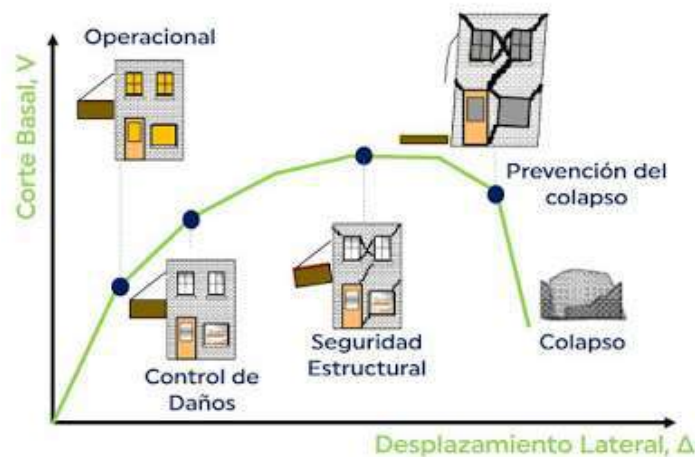 Operacional
Corte Basal, V
Prevención del
colapso
Seguridad
Estructural
Colapso
Control de
Daños
Desplazamiento Lateral, Δ